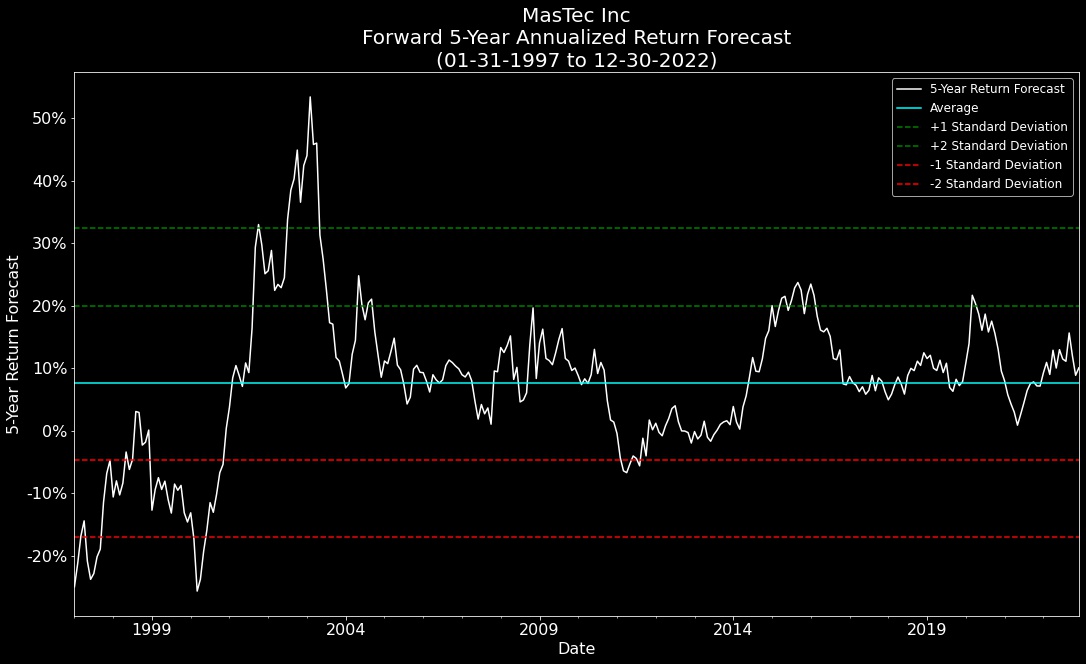 MasTec Inc
Forward 5-Year Annualized Return Forecast
(01-31-1997 to 12-30-2022)
5-Year Return Forecast
Average
+1 Standard Deviation
+2 Standard Deviation
-1 Standard Deviation
-2 Standard Deviation
5-Year Return Forecast
50%
40%
30%
20%
10%
0%
-10%
-20%
1999
2004
2009
2014
2019
Date